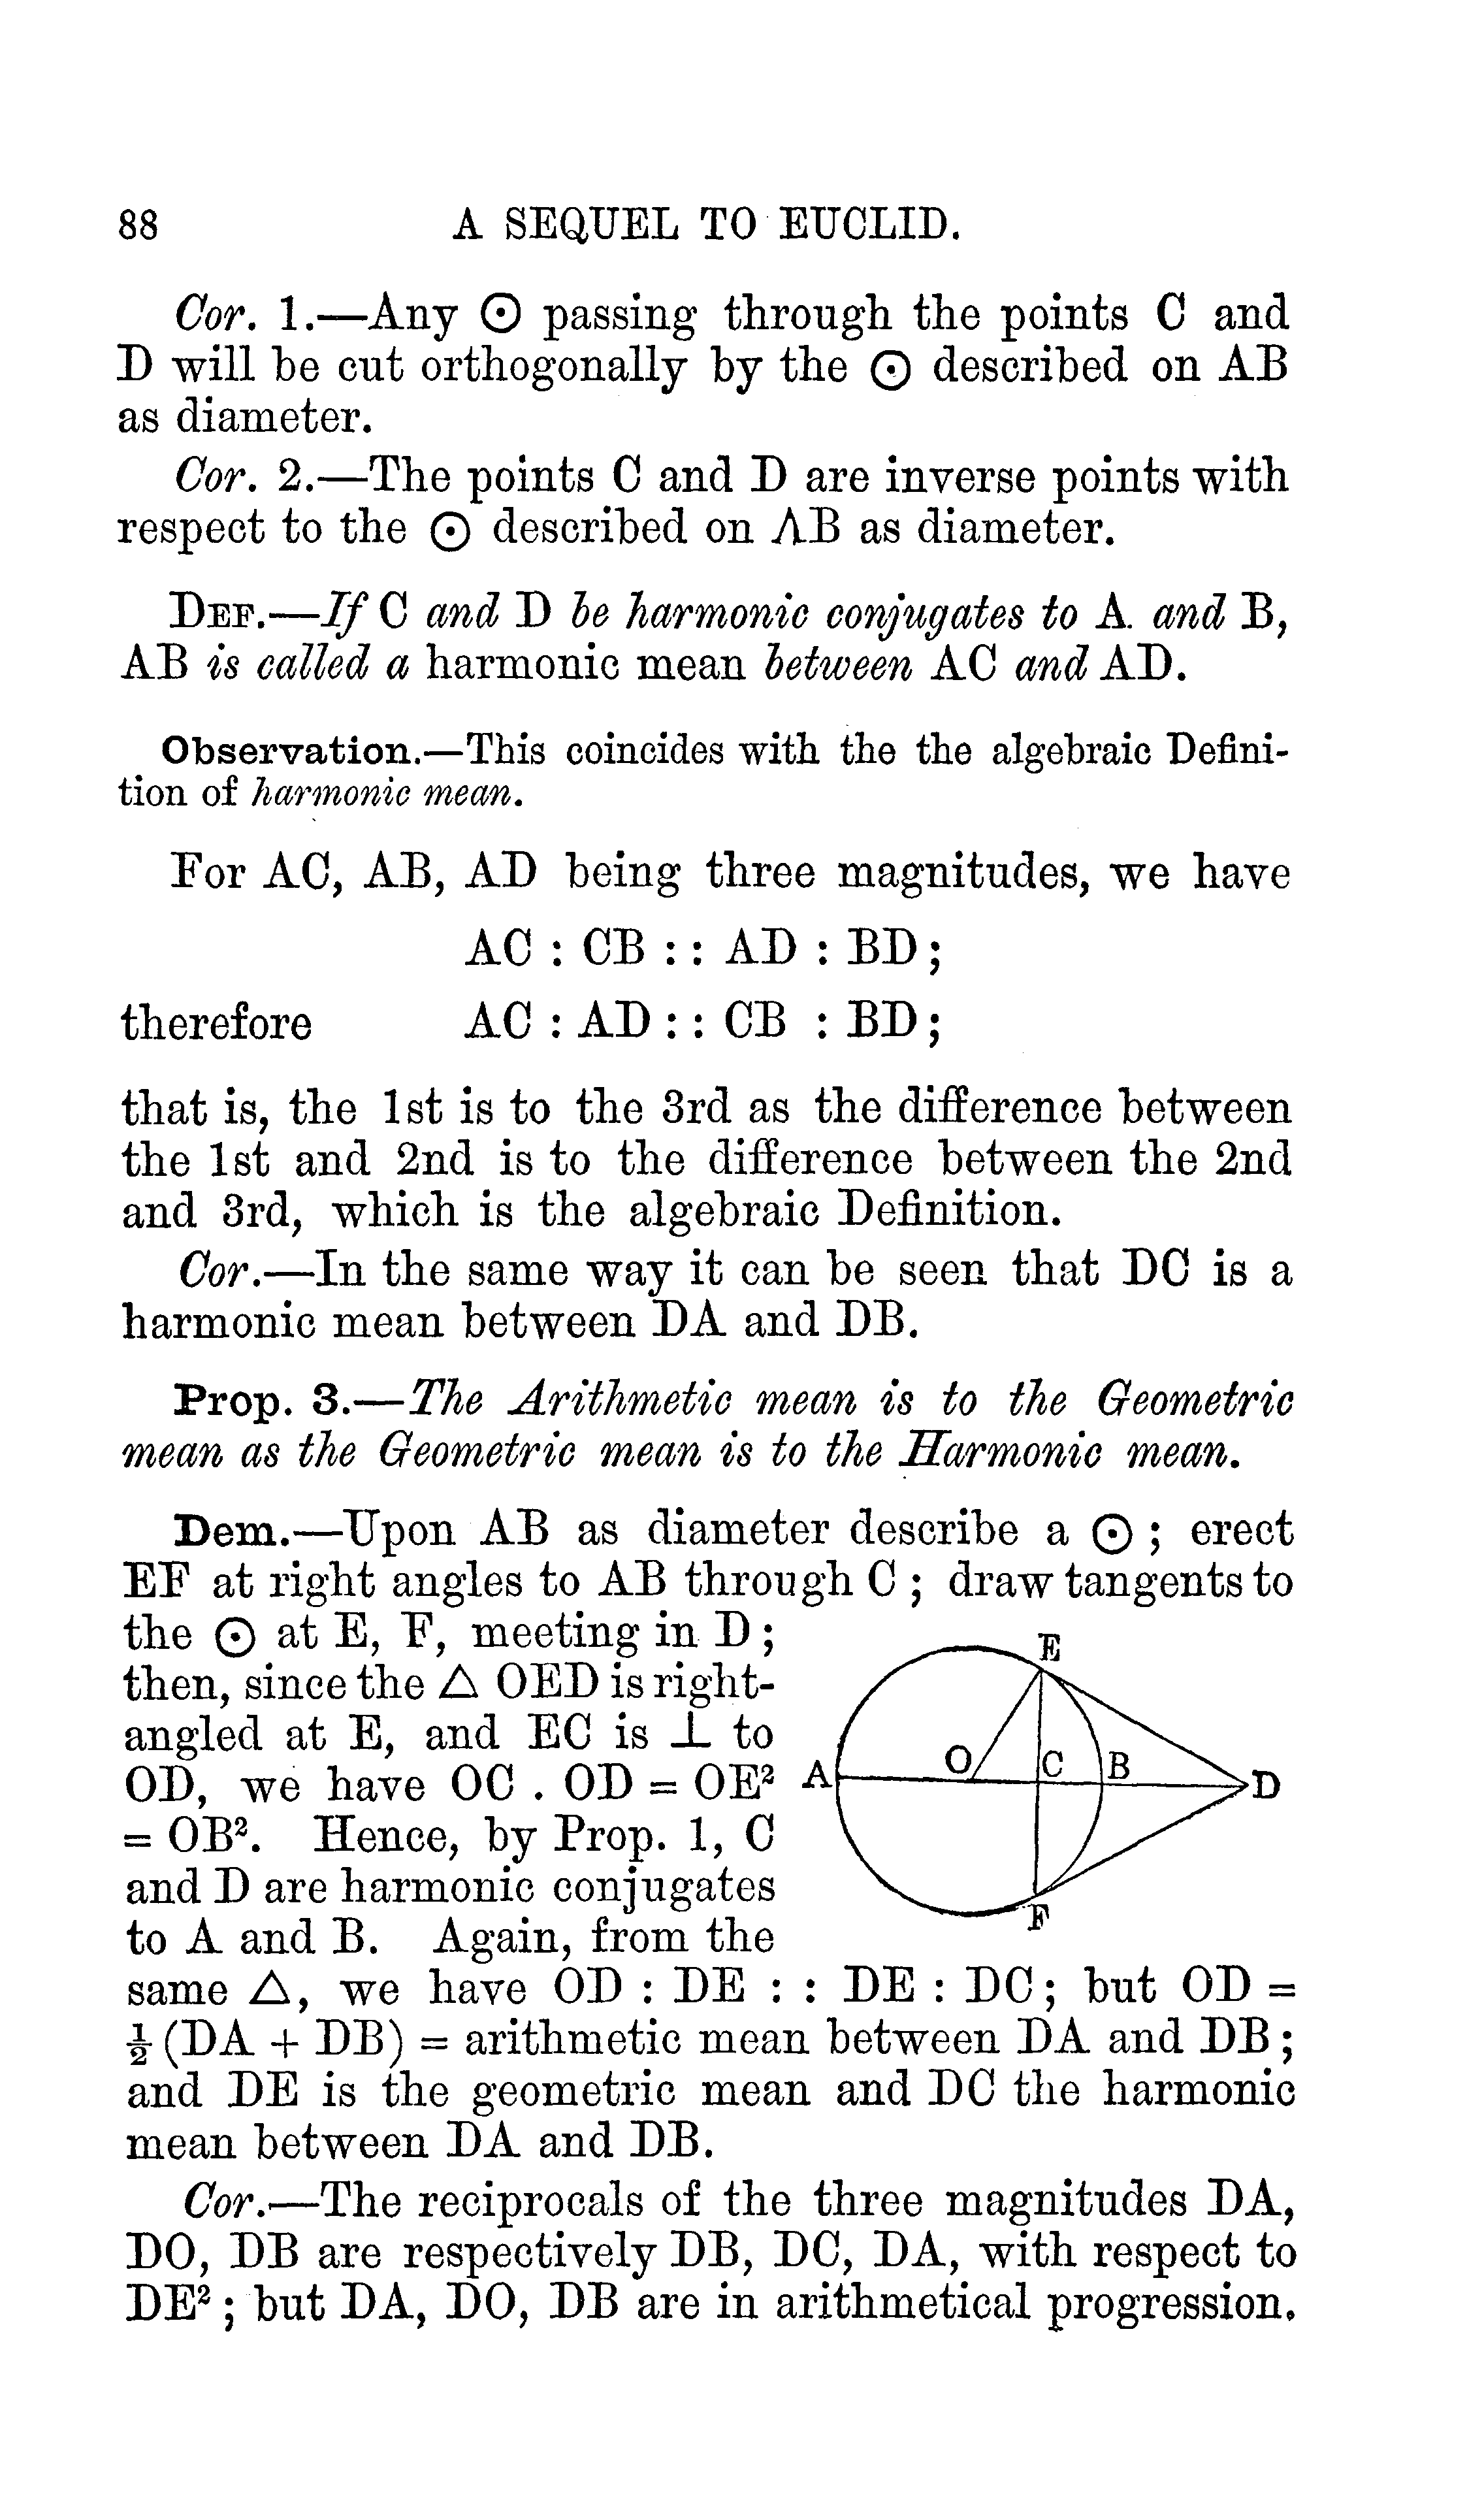 88 A SEQUEL TO EUCLID.
Cor. 1.—Any ⊙ passing through the points C and
D will be cut orthogonally by the ⊙ described on AB
as diameter.
Cor. 2.—The points C and D are inverse points with
respect to the ⊙ described on AB as diameter.
DEF.—If C and D be harmonic conjugates to A and B,
AB is called a harmonic mean between AC and AD.
Observation.—This coincides with the the algebraic Defini-
tion of harmonic mean.
For AC, AB, AD being three magnitudes, we have
AC : CB : : AD : BD;
therefore AC : AD : : CB : BD;
that is, the 1st is to the 3rd as the difference between
the 1st and 2nd is to the difference between the 2nd
and 3rd, which is the algebraic Definition.
Cor.—In the same way it can be seen that DC is a
harmonic mean between DA and DB.
Prop. 3.—The Arithmetic mean is to the Geometric
mean as the Geometric mean is to the Harmonic mean.
Dem.—Upon AB as diameter describe a ⊙; erect
EF at right angles to AB through C; draw tangents to
the ⊙ at E, F, meeting in D;
then, since the △ OED is right-
angled at E, and EC is ⊥ to
OD, we have OC . OD = OE²
= OB². Hence, by Prop. 1, C
and D are harmonic conjugates
to A and B. Again, from the
E
A O C B D
F
same △, we have OD : DE : : DE : DC; but OD =
½ (DA + DB) = arithmetic mean between DA and DB;
and DE is the geometric mean and DC the harmonic
mean between DA and DB.
Cor.—The reciprocals of the three magnitudes DA,
DO, DB are respectively DB, DC, DA, with respect to
DE²; but DA, DO, DB are in arithmetical progression.